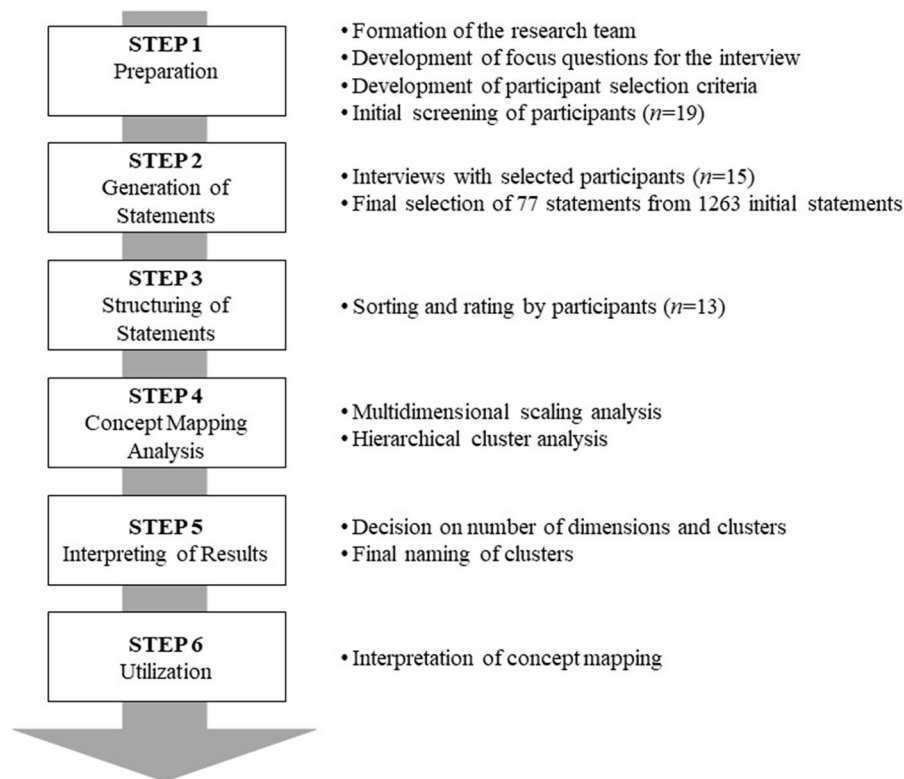 STEP 1
Preparation
• Formation of the research team
• Development of focus questions for the interview
• Development of participant selection criteria
• Initial screening of participants (n=19)
STEP 2
Generation of
Statements
• Interviews with selected participants (n=15)
• Final selection of 77 statements from 1263 initial statements
STEP 3
Structuring of
Statements
• Sorting and rating by participants (n=13)
STEP 4
Concept Mapping
Analysis
• Multidimensional scaling analysis
• Hierarchical cluster analysis
STEP 5
Interpreting of Results
• Decision on number of dimensions and clusters
• Final naming of clusters
STEP 6
Utilization
• Interpretation of concept mapping